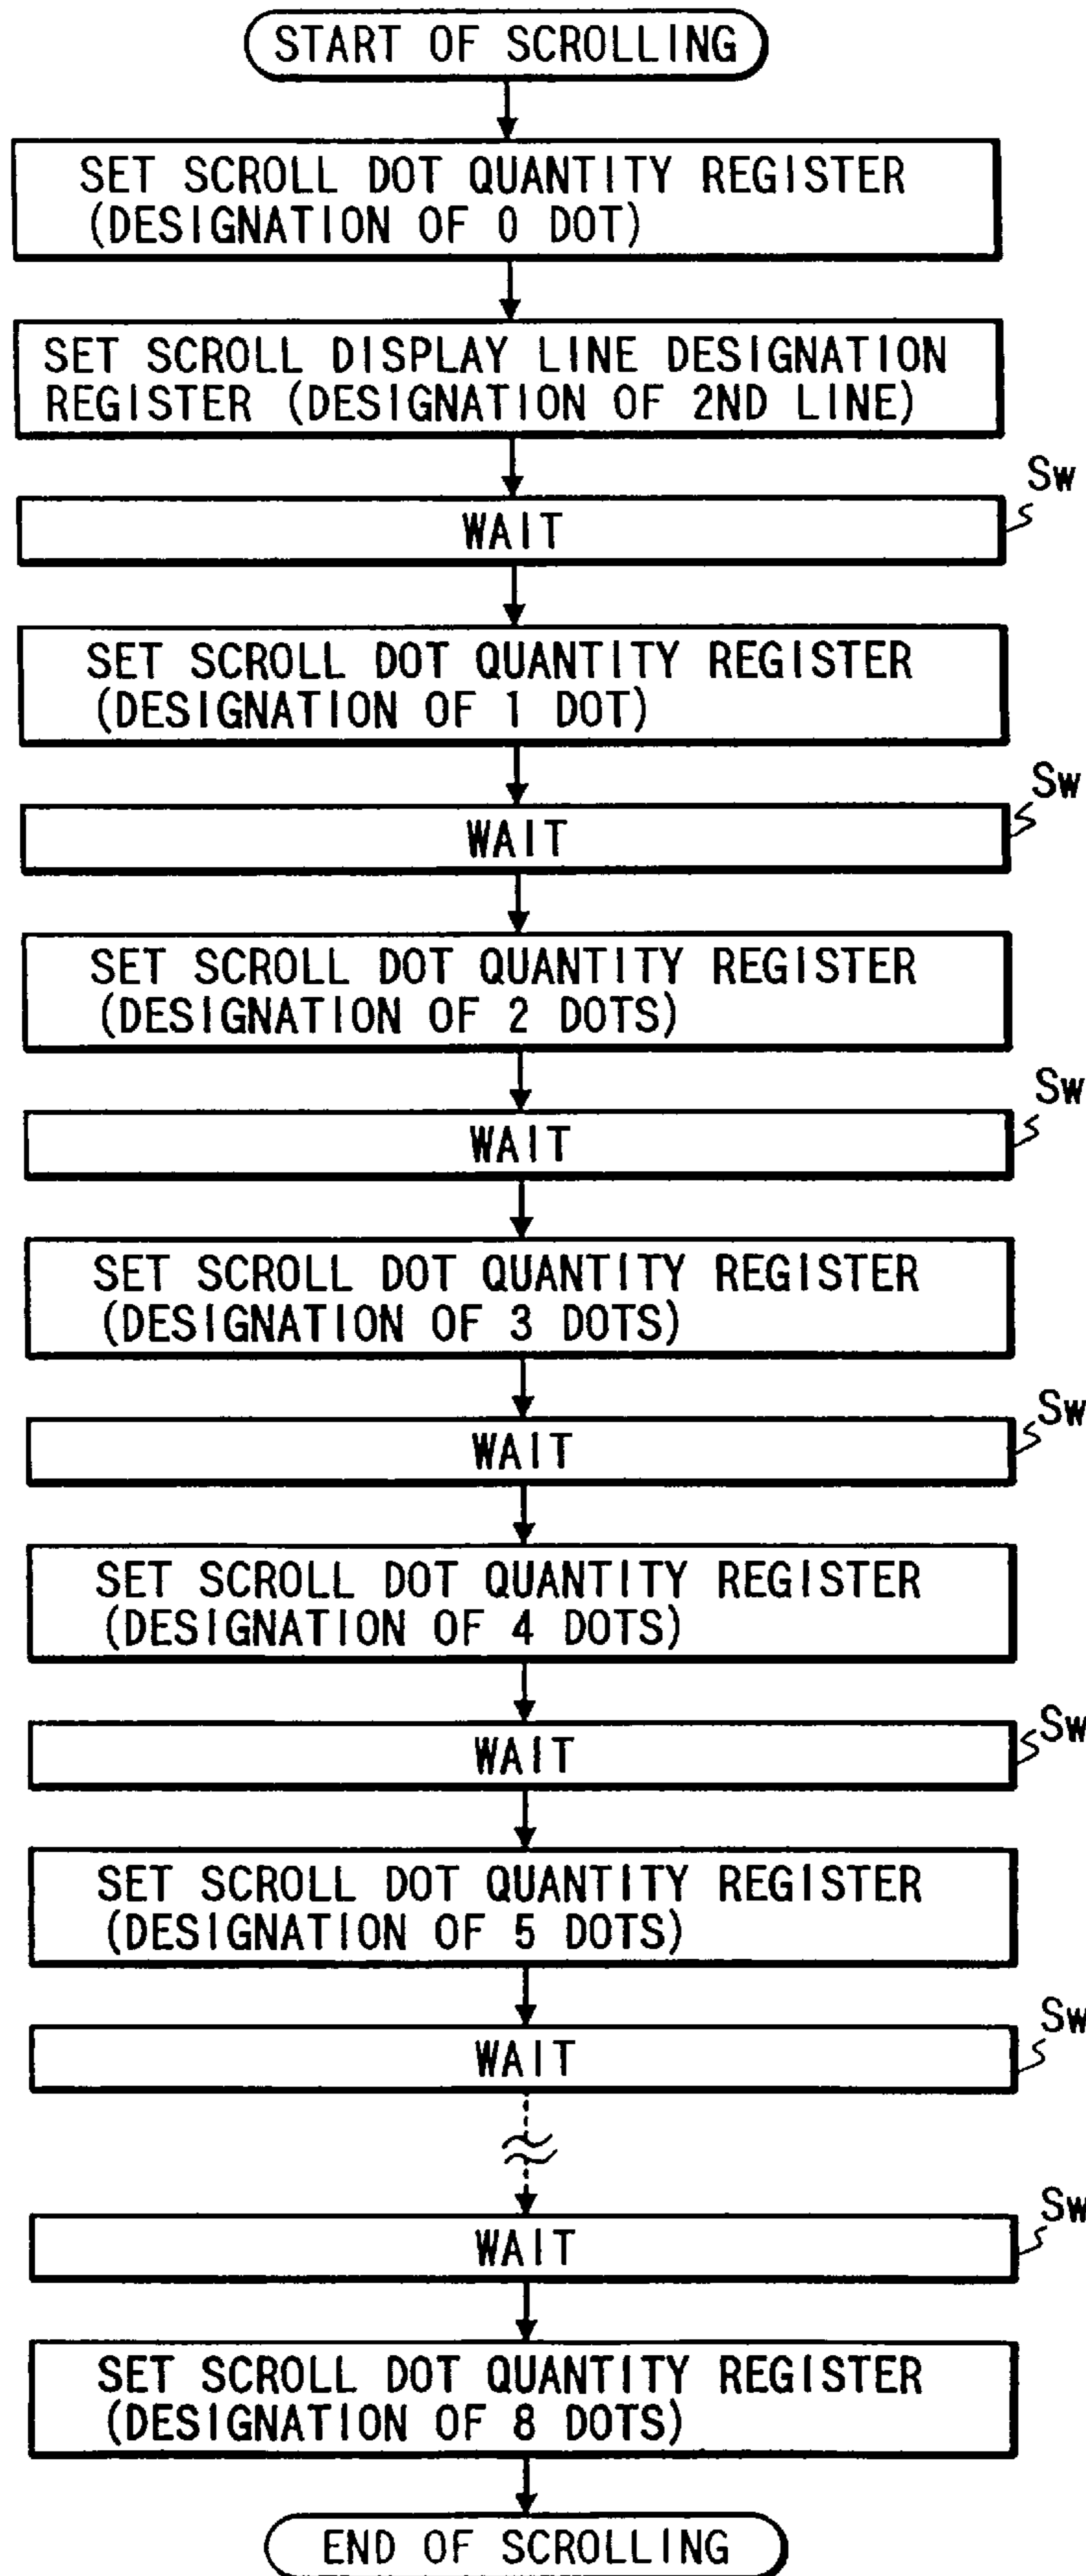 START OF SCROLLING
SET SCROLL DOT QUANTITY REGISTER
(DESIGNATION OF 0 DOT)
SET SCROLL DISPLAY LINE DESIGNATION
REGISTER (DESIGNATION OF 2ND LINE)
Sw
WAIT
SET SCROLL DOT QUANTITY REGISTER
(DESIGNATION OF 1 DOT)
Sw
WAIT
SET SCROLL DOT QUANTITY REGISTER
(DESIGNATION OF 2 DOTS)
Sw
WAIT
SET SCROLL DOT QUANTITY REGISTER
(DESIGNATION OF 3 DOTS)
Sw
WAIT
SET SCROLL DOT QUANTITY REGISTER
(DESIGNATION OF 4 DOTS)
Sw
WAIT
SET SCROLL DOT QUANTITY REGISTER
(DESIGNATION OF 5 DOTS)
Sw
WAIT
Sw
WAIT
SET SCROLL DOT QUANTITY REGISTER
(DESIGNATION OF 8 DOTS)
END OF SCROLLING